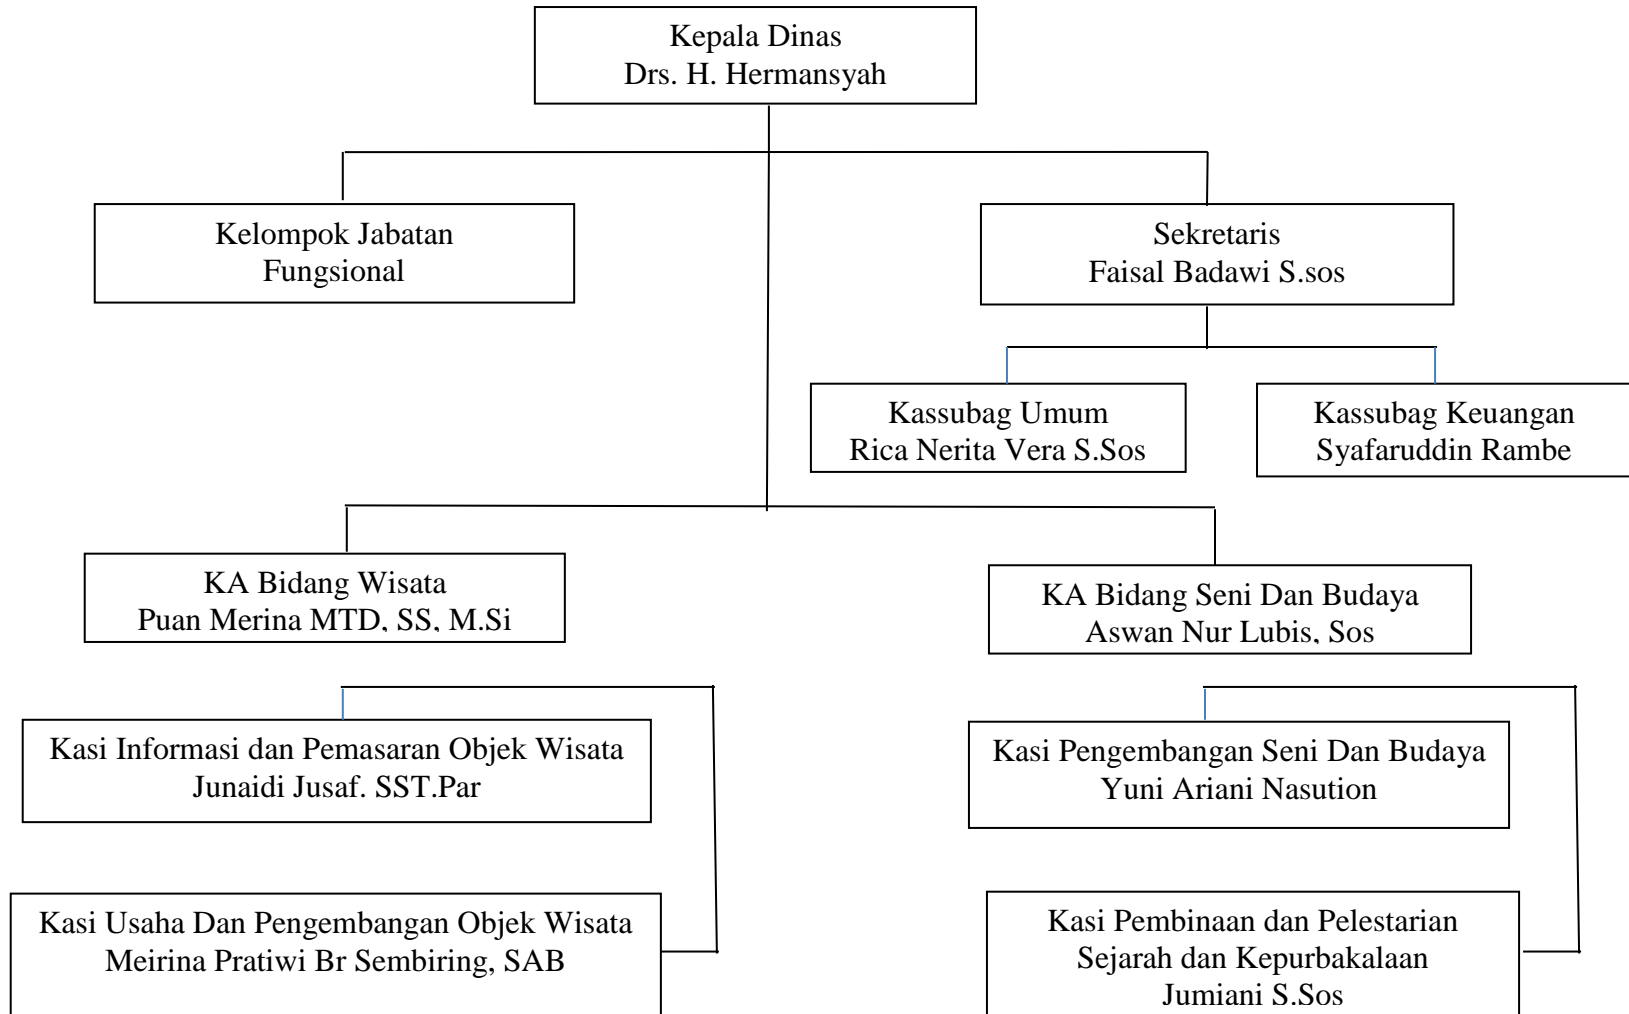 Kepala Dinas
Drs. H. Hermansyah
Kelompok Jabatan
Fungsional
Sekretaris
Faisal Badawi S.sos
Kassubag Umum
Rica Nerita Vera S.Sos
Kassubag Keuangan
Syafaruddin Rambe
KA Bidang Wisata
Puan Merina MTD, SS, M.Si
KA Bidang Seni Dan Budaya
Aswan Nur Lubis, Sos
Kasi Informasi dan Pemasaran Objek Wisata
Junaidi Jusaf. SST.Par
Kasi Pengembangan Seni Dan Budaya
Yuni Ariani Nasution
Kasi Usaha Dan Pengembangan Objek Wisata
Meirina Pratiwi Br Sembiring, SAB
Kasi Pembinaan dan Pelestarian
Sejarah dan Kepurbakalaan
Jumiani S.Sos